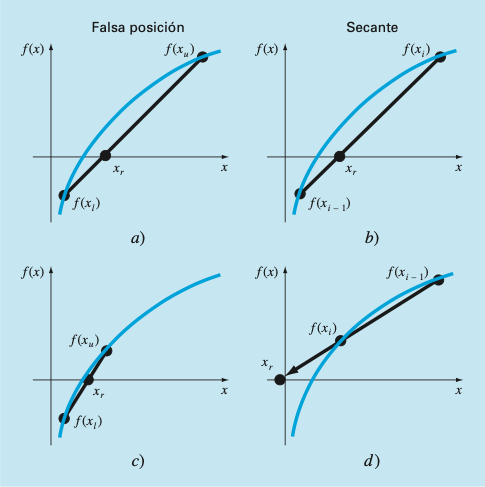 Falsa posición
Secante
f(x)
f(x_u)
x_r
x
f(x_l)
a)
f(x)
f(x_i)
x_r
x
f(x_{i – 1})
b)
f(x)
f(x_u)
x_r
x
f(x_l)
c)
f(x)
f(x_{i – 1})
f(x_i)
x_r
x
d)